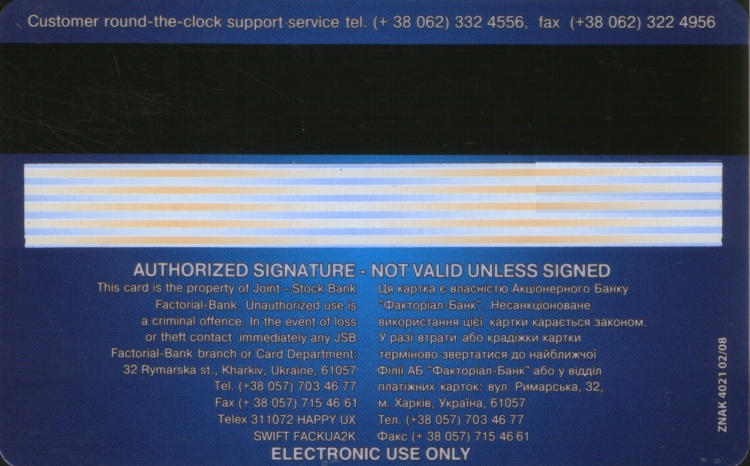 Customer round-the-clock support service tel. (+ 38 062) 332 4556, fax (+38 062) 322 4956
AUTHORIZED SIGNATURE - NOT VALID UNLESS SIGNED
This card is the property of Joint - Stock Bank
Factorial-Bank. Unauthorized use is
a criminal offence. In the event of loss
or theft contact immediately any JSB
Factorial-Bank branch or Card Department:
32 Rymarska st., Kharkiv, Ukraine, 61057
Tel. (+38 057) 703 46 77
Fax (+ 38 057) 715 46 61
Telex 311072 HAPPY UX
SWIFT FACKUA2K
Ця картка є власністю Акціонерного Банку
"Факторіал-Банк". Несанкціоноване
використання цієї картки карається законом.
У разі втрати або крадіжки картки
терміново звертатися до найближчої
Філії АБ "Факторіал-Банк" або у відділ
платіжних карток: вул. Римарська, 32,
м. Харків, Україна, 61057
Тел. (+38 057) 703 46 77
Факс (+ 38 057) 715 46 61
ELECTRONIC USE ONLY
ZNAK 4021 02/08